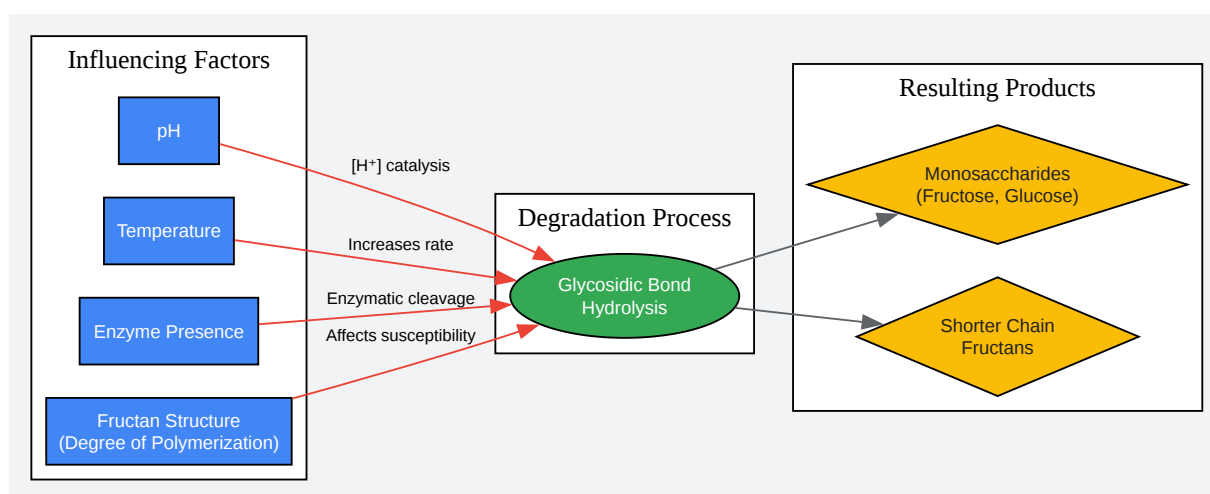 Influencing Factors
pH
Temperature
Enzyme Presence
Fructan Structure
(Degree of Polymerization)
[H⁺] catalysis
Increases rate
Enzymatic cleavage
Affects susceptibility
Degradation Process
Glycosidic Bond
Hydrolysis
Resulting Products
Monosaccharides
(Fructose, Glucose)
Shorter Chain
Fructans